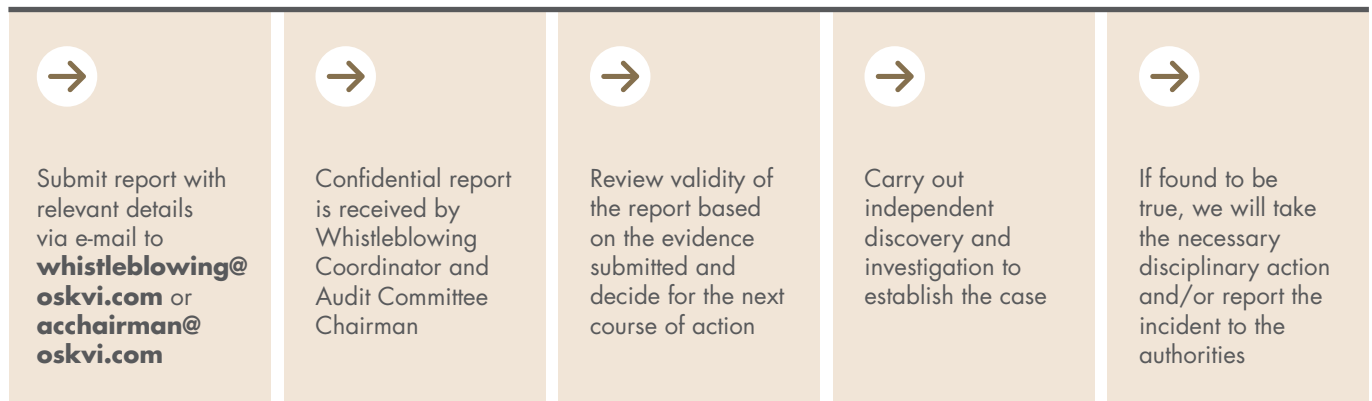 Submit report with
relevant details
via e-mail to
whistleblowing@
oskvi.com or
acchairman@
oskvi.com
Confidential report
is received by
Whistleblowing
Coordinator and
Audit Committee
Chairman
Review validity of
the report based
on the evidence
submitted and
decide for the next
course of action
Carry out
independent
discovery and
investigation to
establish the case
If found to be
true, we will take
the necessary
disciplinary action
and/or report the
incident to the
authorities